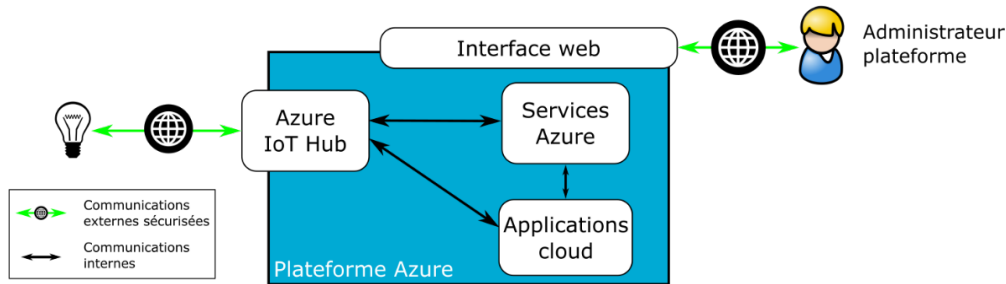 Interface web
Administrateur
plateforme
Azure
IoT Hub
Services
Azure
Applications
cloud
Plateforme Azure
Communications
externes sécurisées
Communications
internes